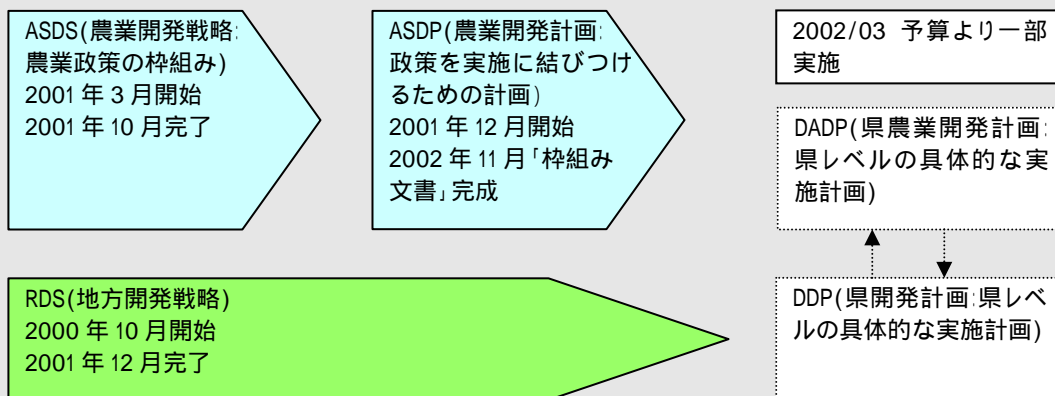 ASDS(農業開発戦略:
農業政策の枠組み)
2001 年 3 月開始
2001 年 10 月完了
ASDP(農業開発計画:
政策を実施に結びつけ
るための計画)
2001 年 12 月開始
2002 年 11 月「枠組み
文書」完成
2002/03 予算より一部
実施
DADP(県農業開発計画:
県レベルの具体的な実
施計画)
RDS(地方開発戦略)
2000 年 10 月開始
2001 年 12 月完了
DDP(県開発計画:県レベ
ルの具体的な実施計画)